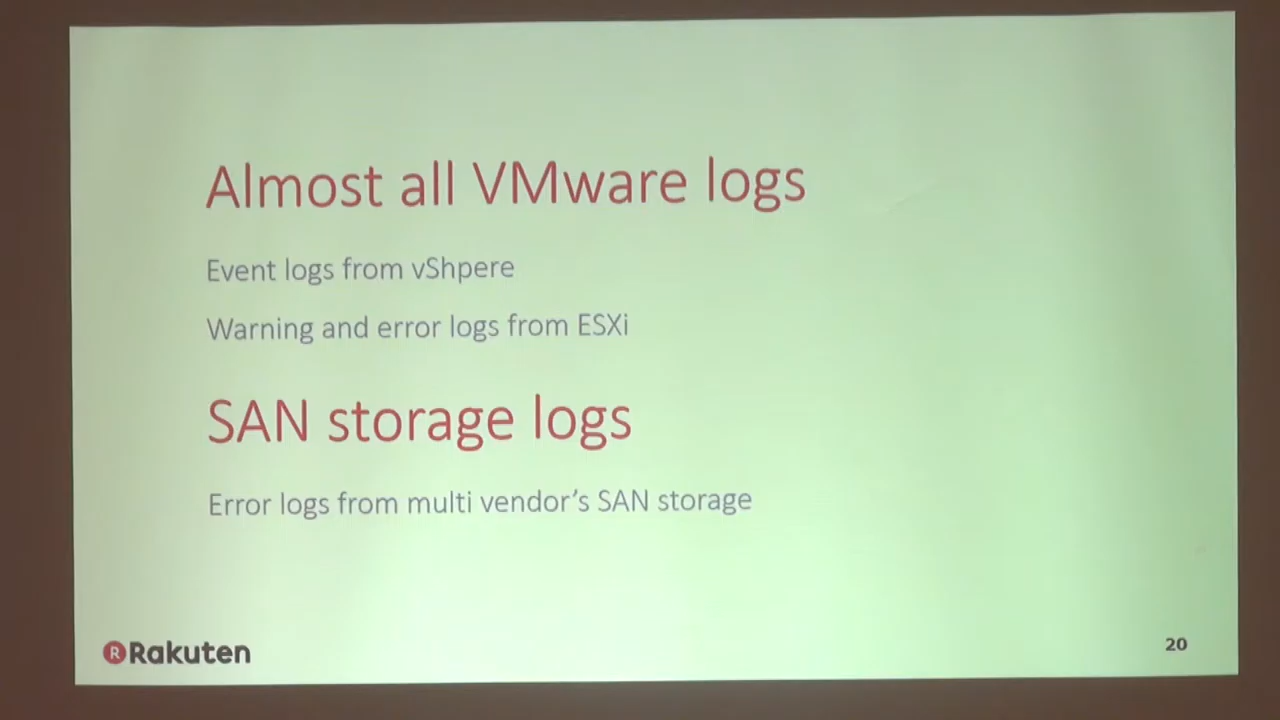 Almost all VMware logs
Event logs from vShpere
Warning and error logs from ESXi
SAN storage logs
Error logs from multi vendor’s SAN storage
R Rakuten
20